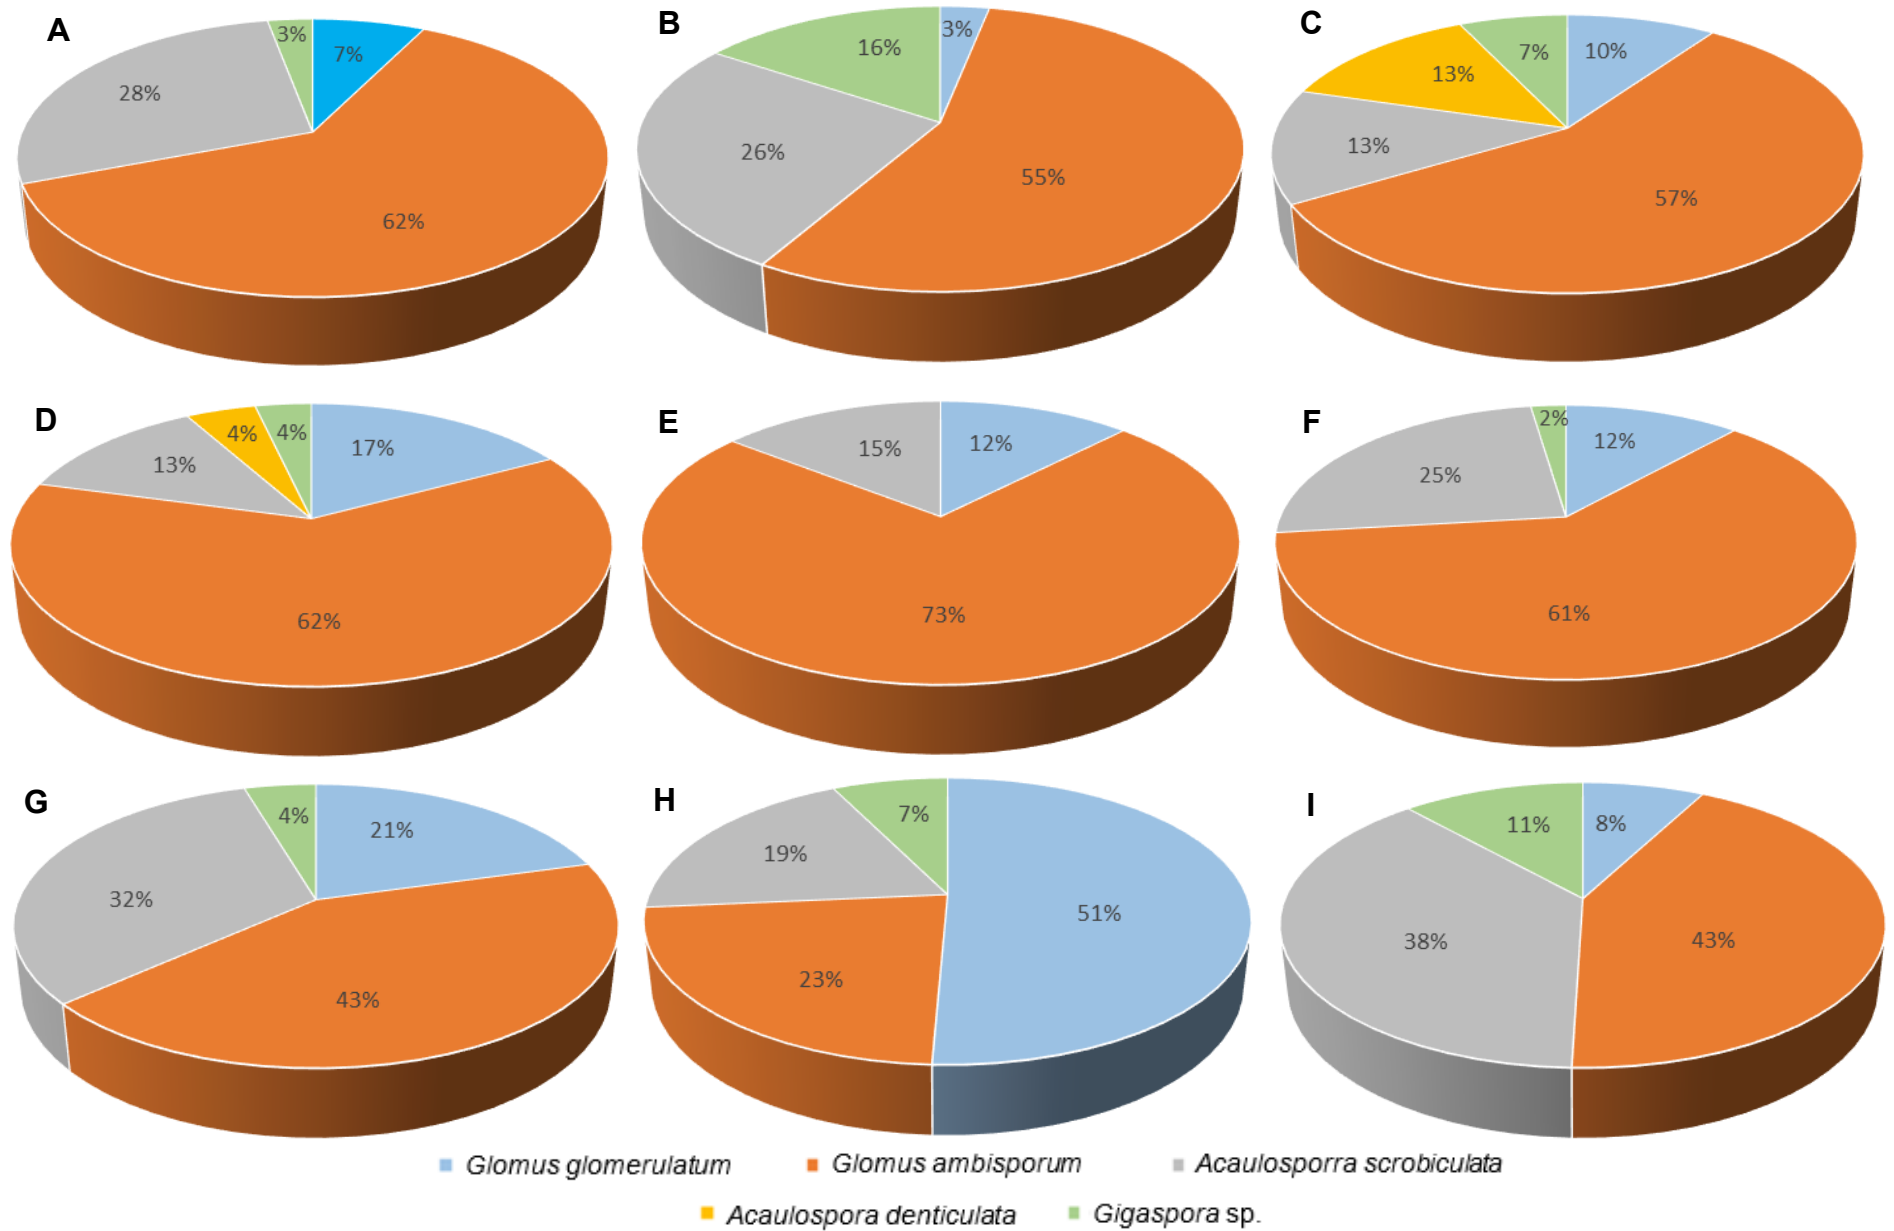 A
3%
7%
28%
62%
B
3%
16%
26%
55%
C
7%
10%
13%
13%
57%
D
4%
4%
17%
13%
62%
E
15%
12%
73%
F
2%
12%
25%
61%
G
4%
21%
32%
43%
H
7%
19%
51%
23%
I
11%
8%
38%
43%
Glomus glomerulatum
Glomus ambisporum
Acaulosporra scrobiculata
Acaulospora denticulata
Gigaspora sp.